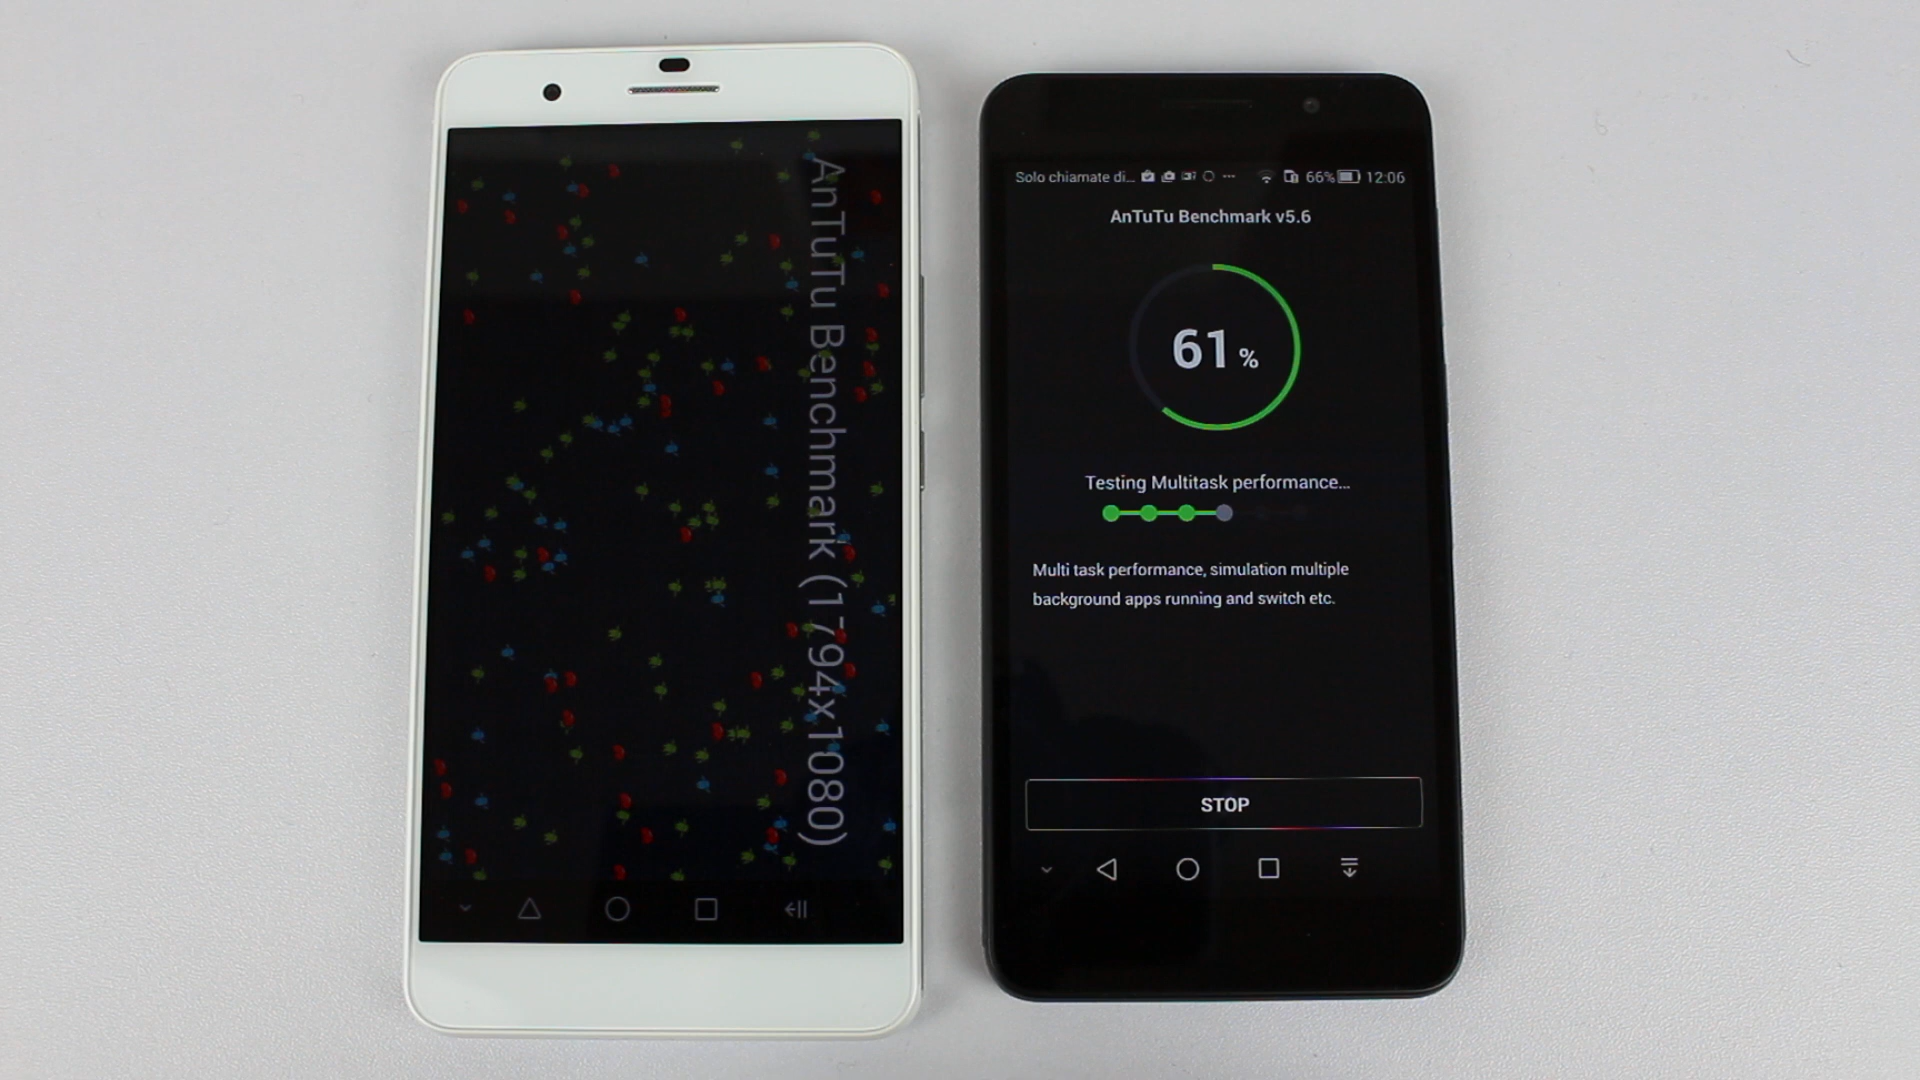 AnTuTu Benchmark (1794x1080)
Solo chiamate di... 66% 12:06
AnTuTu Benchmark v5.6
61 %
Testing Multitask performance...
Multi task performance, simulation multiple
background apps running and switch etc.
STOP